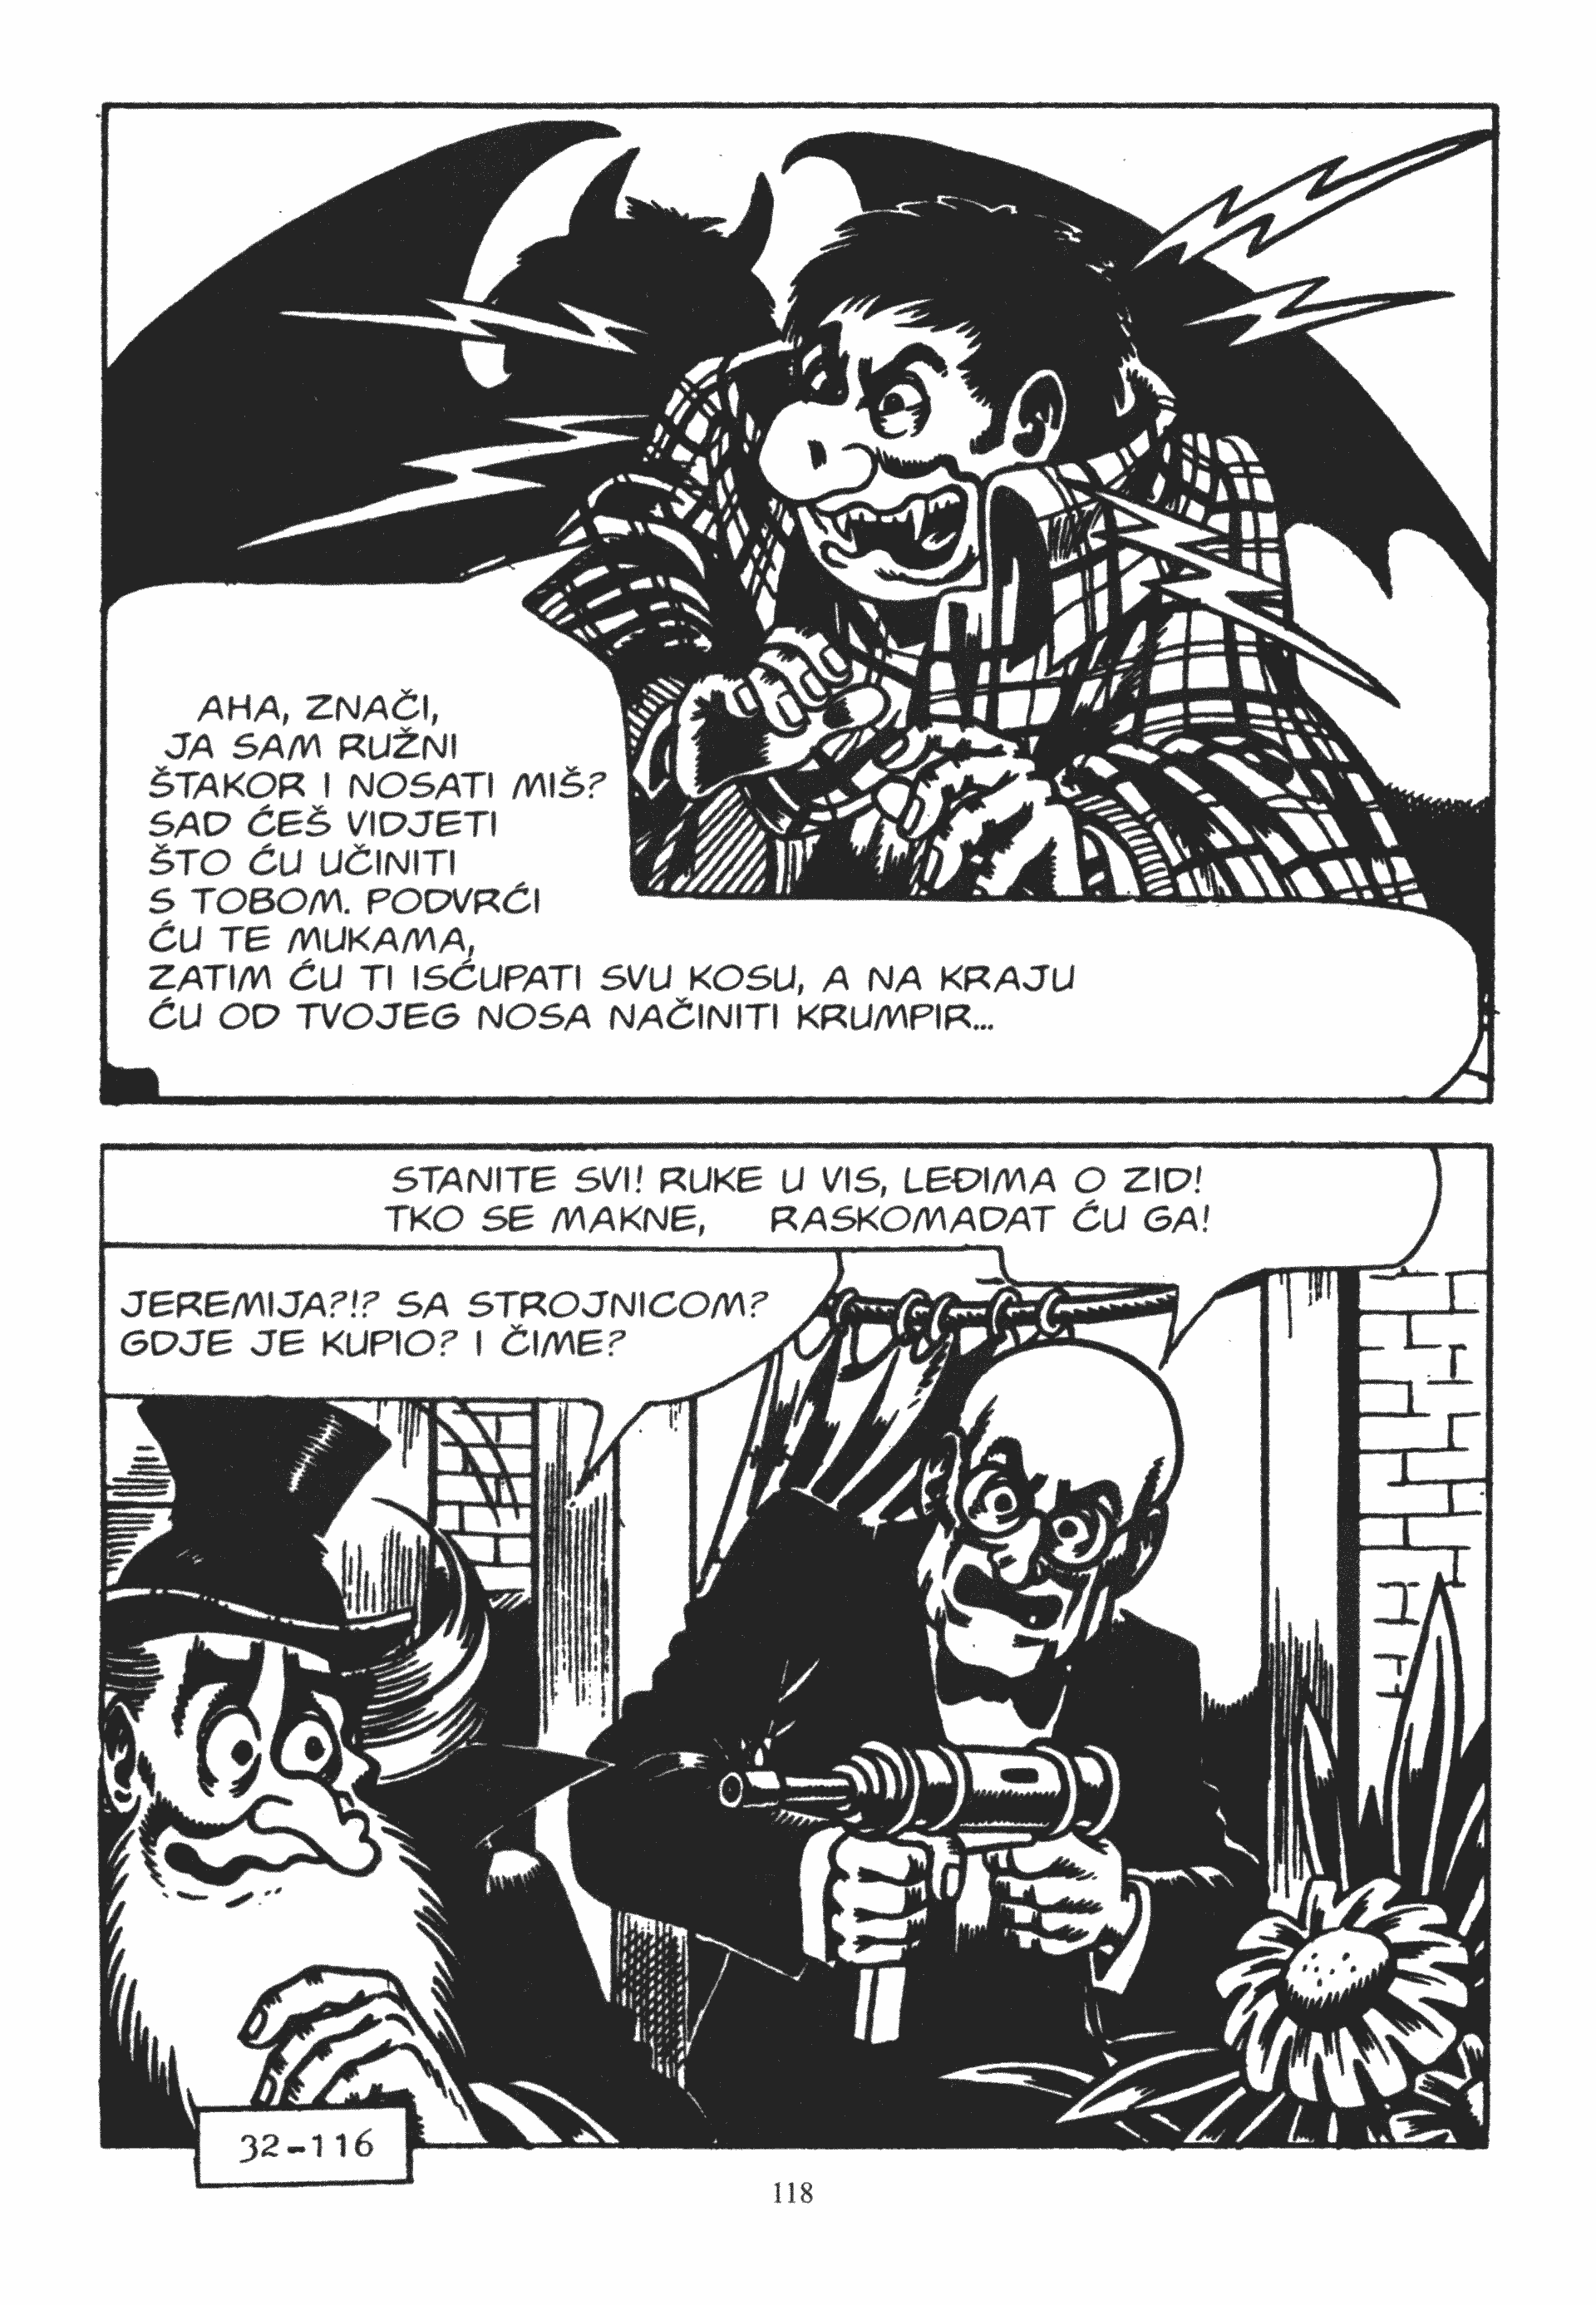 AHA, ZNAČI,
JA SAM RUŽNI
ŠTAKOR I NOSATI MIŠ?
SAD ĆEŠ VIDJETI
ŠTO ĆU UČINITI
S TOBOM. PODVRĆI
ĆU TE MUKAMA,
ZATIM ĆU TI ISĆUPATI SVU KOSU, A NA KRAJU
ĆU OD TVOJEG NOSA NAČINITI KRUMPIR...
STANITE SVI! RUKE U VIS, LEĐIMA O ZID!
TKO SE MAKNE, RASKOMADAT ĆU GA!
JEREMIJA?!? SA STROJNICOM?
GDJE JE KUPIO? I ČIME?
32-116
118